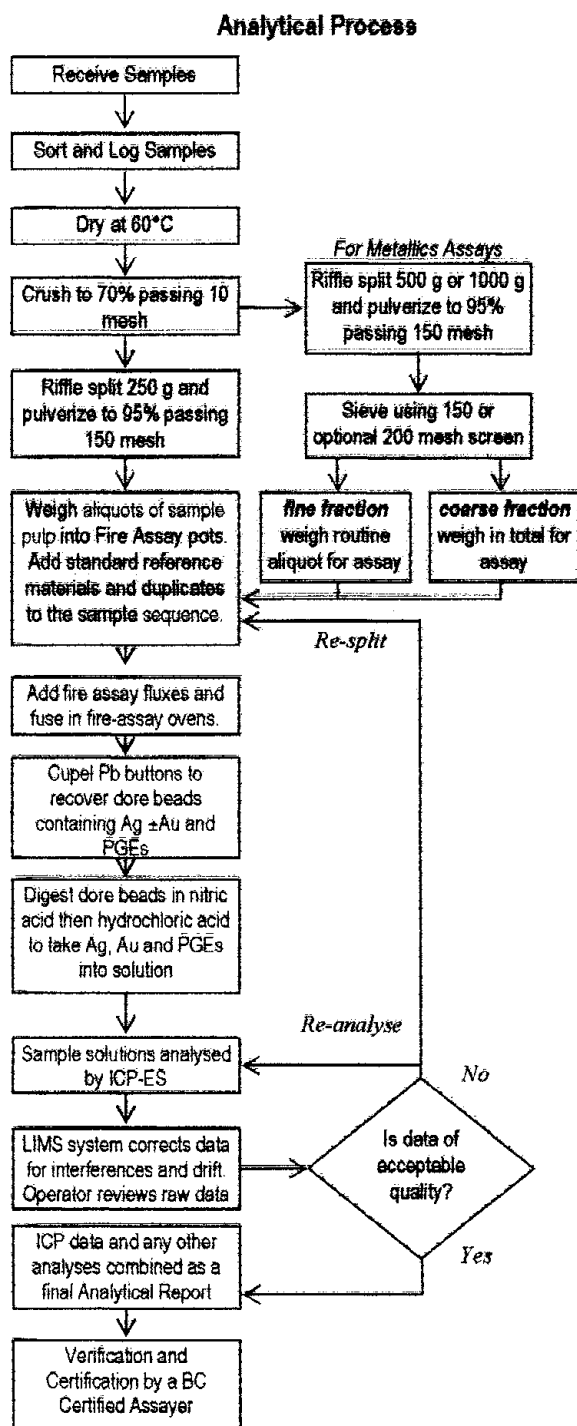 Analytical Process
Receive Samples
Sort and Log Samples
Dry at 60°C
Crush to 70% passing 10
mesh
For Metallics Assays
Riffle split 500 g or 1000 g
and pulverize to 95%
passing 150 mesh
Riffle split 250 g and
pulverize to 95% passing
150 mesh
Sieve using 150 or
optional 200 mesh screen
Weigh aliquots of sample
pulp into Fire Assay pots.
Add standard reference
materials and duplicates
to the sample sequence.
fine fraction
weigh routine
aliquot for assay
coarse fraction
weigh in total for
assay
Re-split
Add fire assay fluxes and
fuse in fire-assay ovens.
Cupel Pb buttons to
recover dore beads
containing Ag ±Au and
PGEs
Digest dore beads in nitric
acid then hydrochloric acid
to take Ag, Au and PGEs
into solution
Re-analyse
Sample solutions analysed
by ICP-ES
No
LIMS system corrects data
for interferences and drift.
Operator reviews raw data
Is data of
acceptable
quality?
Yes
ICP data and any other
analyses combined as a
final Analytical Report
Verification and
Certification by a BC
Certified Assayer